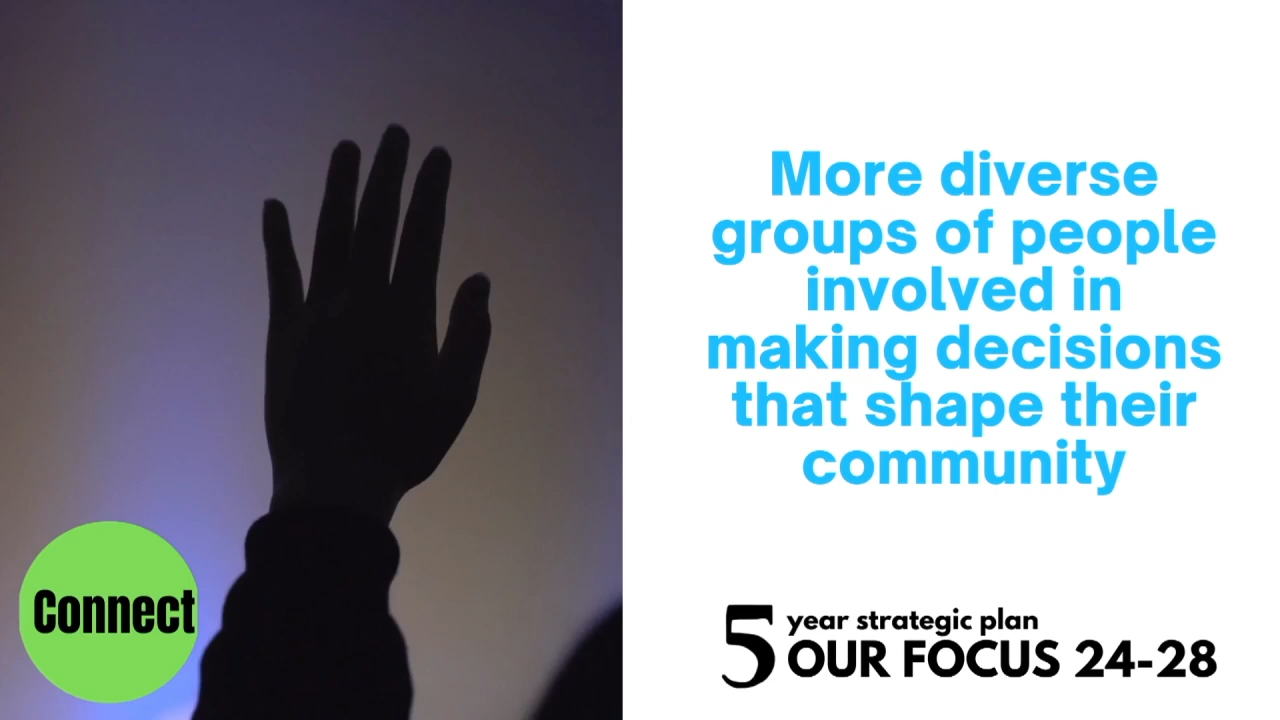 More diverse
groups of people
involved in
making decisions
that shape their
community
Connect
5 year strategic plan
OUR FOCUS 24-28